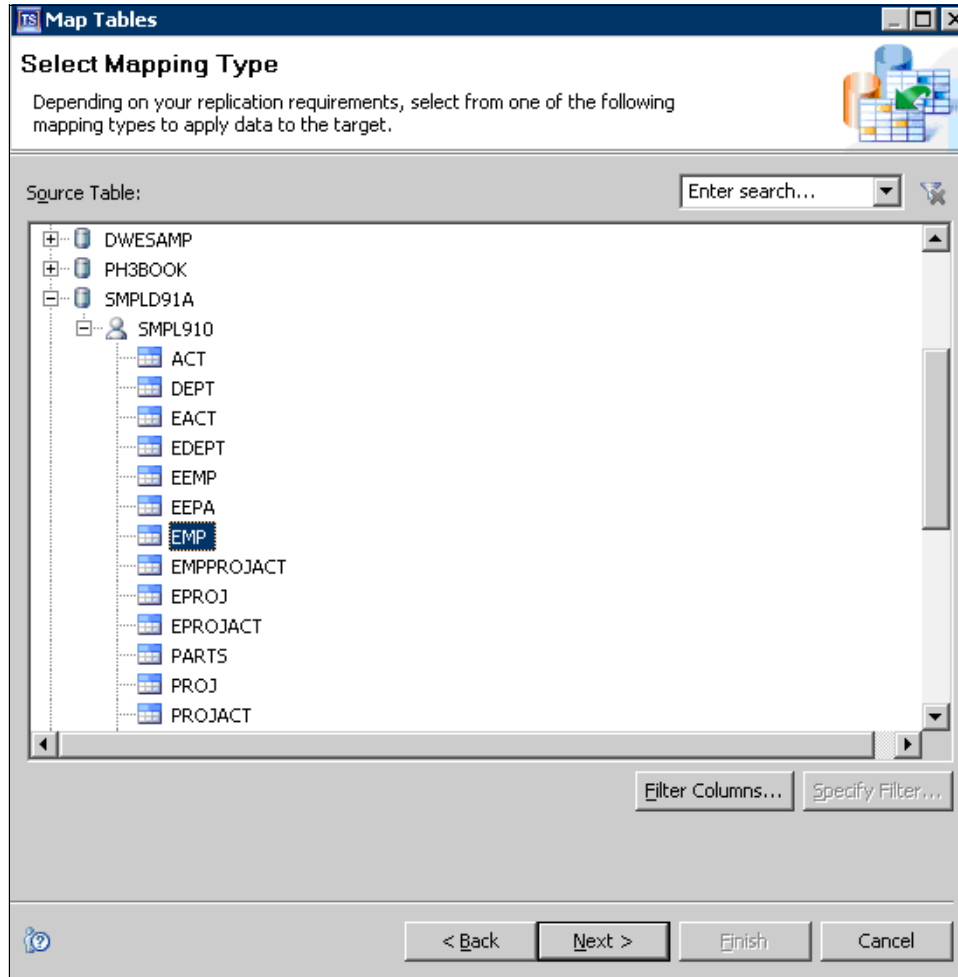 TS Map Tables
Select Mapping Type
Depending on your replication requirements, select from one of the following
mapping types to apply data to the target.
Source Table:
Enter search...
DWESAMP
PH3BOOK
SMPLD91A
SMPL910
ACT
DEPT
EACT
EDEPT
EEMP
EEPA
EMP
EMPPROJACT
EPROJ
EPROJACT
PARTS
PROJ
PROJACT
Filter Columns... Specify Filter...
< Back Next > Finish Cancel